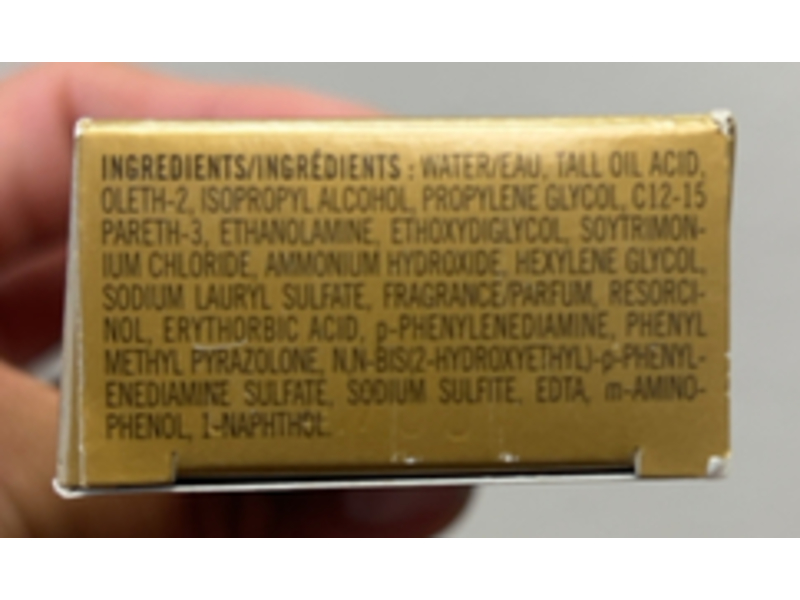 INGREDIENTS/INGRÉDIENTS : WATER/EAU, TALL OIL ACID,
OLETH-2, ISOPROPYL ALCOHOL, PROPYLENE GLYCOL, C12-15
PARETH-3, ETHANOLAMINE, ETHOXYDIGLYCOL, SOYTRIMON-
IUM CHLORIDE, AMMONIUM HYDROXIDE, HEXYLENE GLYCOL,
SODIUM LAURYL SULFATE, FRAGRANCE/PARFUM, RESORCI-
NOL, ERYTHORBIC ACID, p-PHENYLENEDIAMINE, PHENYL
METHYL PYRAZOLONE, N,N-BIS(2-HYDROXYETHYL)-p-PHENYL-
ENEDIAMINE SULFATE, SODIUM SULFITE, EDTA, m-AMINO-
PHENOL, 1-NAPHTHOL.